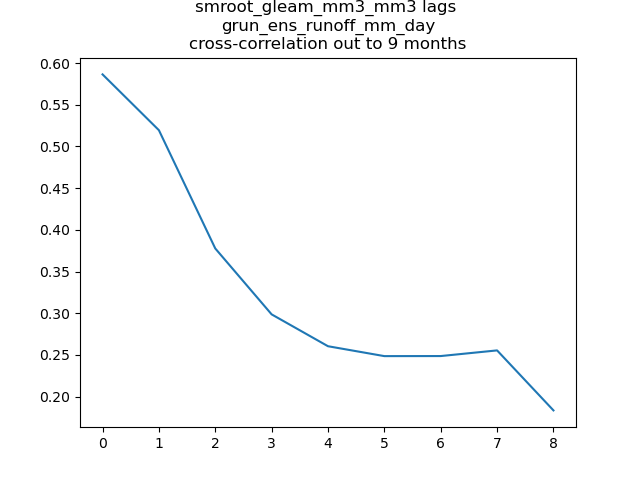 smroot_gleam_mm3_mm3 lags
grun_ens_runoff_mm_day
cross-correlation out to 9 months
0.60
0.55
0.50
0.45
0.40
0.35
0.30
0.25
0.20
0 1 2 3 4 5 6 7 8